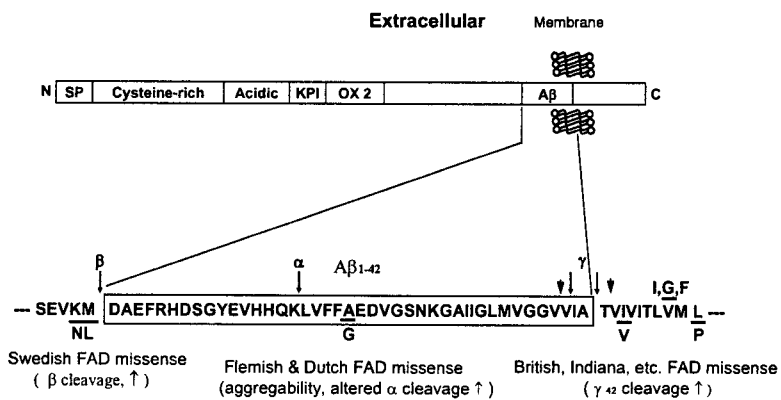 Extracellular
Membrane
N SP Cysteine-rich Acidic KPI OX 2 Aβ C
β α Aβ1-42 γ
I,G,F
--- SEVKM DAEFRHDSGYEVHHQKLVFFAEDVGSNKGAIIGLMVGGVVIA TVIVITLVM L ---
NL G V P
Swedish FAD missense
( β cleavage, ↑ )
Flemish & Dutch FAD missense
(aggregability, altered α cleavage ↑ )
British, Indiana, etc. FAD missense
( γ 42 cleavage ↑ )